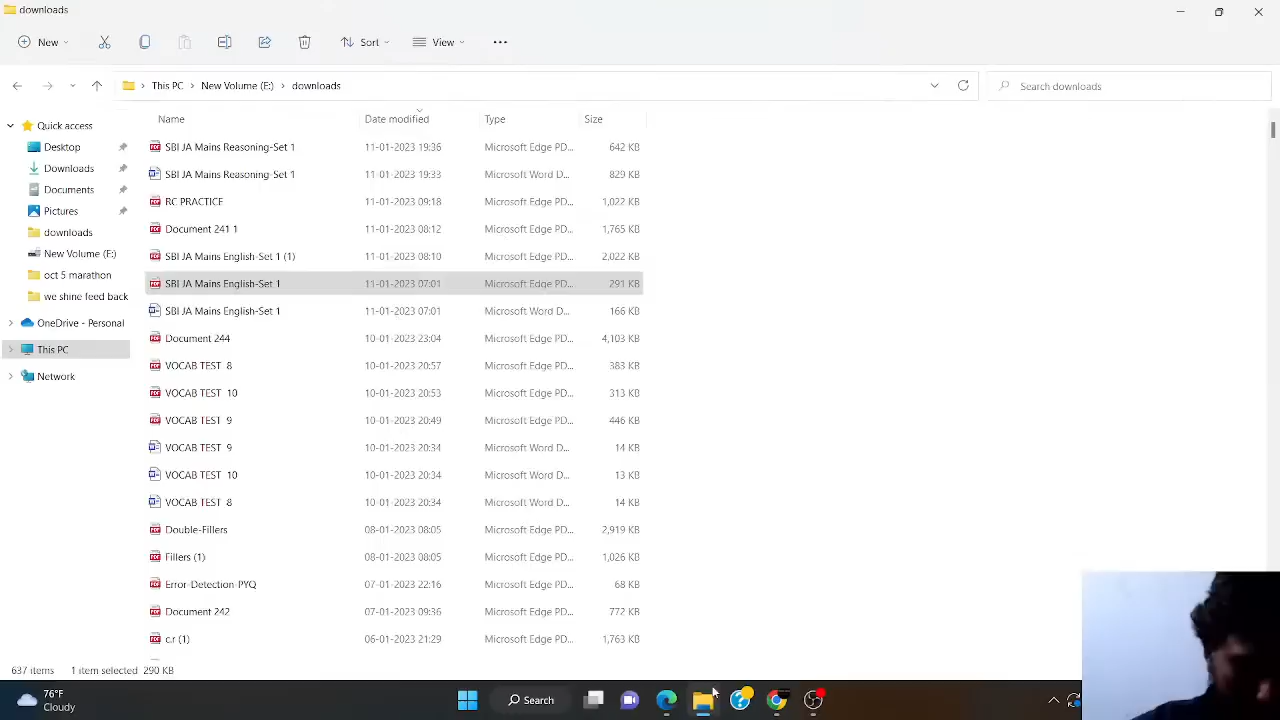 downloads
New
Sort
View
This PC
New Volume (E:)
downloads
Search downloads
Quick access
Desktop
Downloads
Documents
Pictures
downloads
New Volume (E:)
oct 5 marathon
we shine feed back
OneDrive - Personal
This PC
Network
Name Date modified Type Size
SBI JA Mains Reasoning-Set 1 11-01-2023 19:36 Microsoft Edge PD... 642 KB
SBI JA Mains Reasoning-Set 1 11-01-2023 19:33 Microsoft Word D... 829 KB
RC PRACTICE 11-01-2023 09:18 Microsoft Edge PD... 1,022 KB
Document 241 1 11-01-2023 08:12 Microsoft Edge PD... 1,765 KB
SBI JA Mains English-Set 1 (1) 11-01-2023 08:10 Microsoft Edge PD... 2,022 KB
SBI JA Mains English-Set 1 11-01-2023 07:01 Microsoft Edge PD... 291 KB
SBI JA Mains English-Set 1 11-01-2023 07:01 Microsoft Word D... 166 KB
Document 244 10-01-2023 23:04 Microsoft Edge PD... 4,103 KB
VOCAB TEST 8 10-01-2023 20:57 Microsoft Edge PD... 383 KB
VOCAB TEST 10 10-01-2023 20:53 Microsoft Edge PD... 313 KB
VOCAB TEST 9 10-01-2023 20:49 Microsoft Edge PD... 446 KB
VOCAB TEST 9 10-01-2023 20:34 Microsoft Word D... 14 KB
VOCAB TEST 10 10-01-2023 20:34 Microsoft Word D... 13 KB
VOCAB TEST 8 10-01-2023 20:34 Microsoft Word D... 14 KB
Double-Fillers 08-01-2023 08:05 Microsoft Edge PD... 2,919 KB
Fillers (1) 08-01-2023 08:05 Microsoft Edge PD... 1,026 KB
Error-Detection-PYQ 07-01-2023 22:16 Microsoft Edge PD... 68 KB
Document 242 07-01-2023 09:36 Microsoft Edge PD... 772 KB
c.r (1) 06-01-2023 21:29 Microsoft Edge PD... 1,763 KB
637 items 1 item selected 290 KB
76°F
Cloudy
Search